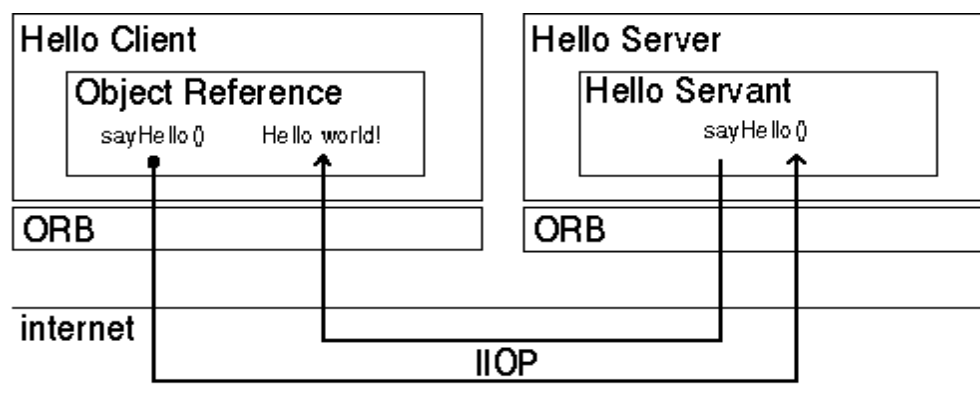 Hello Client
Object Reference
sayHello() Hello world!
ORB
Hello Server
Hello Servant
sayHello()
ORB
internet
IIOP